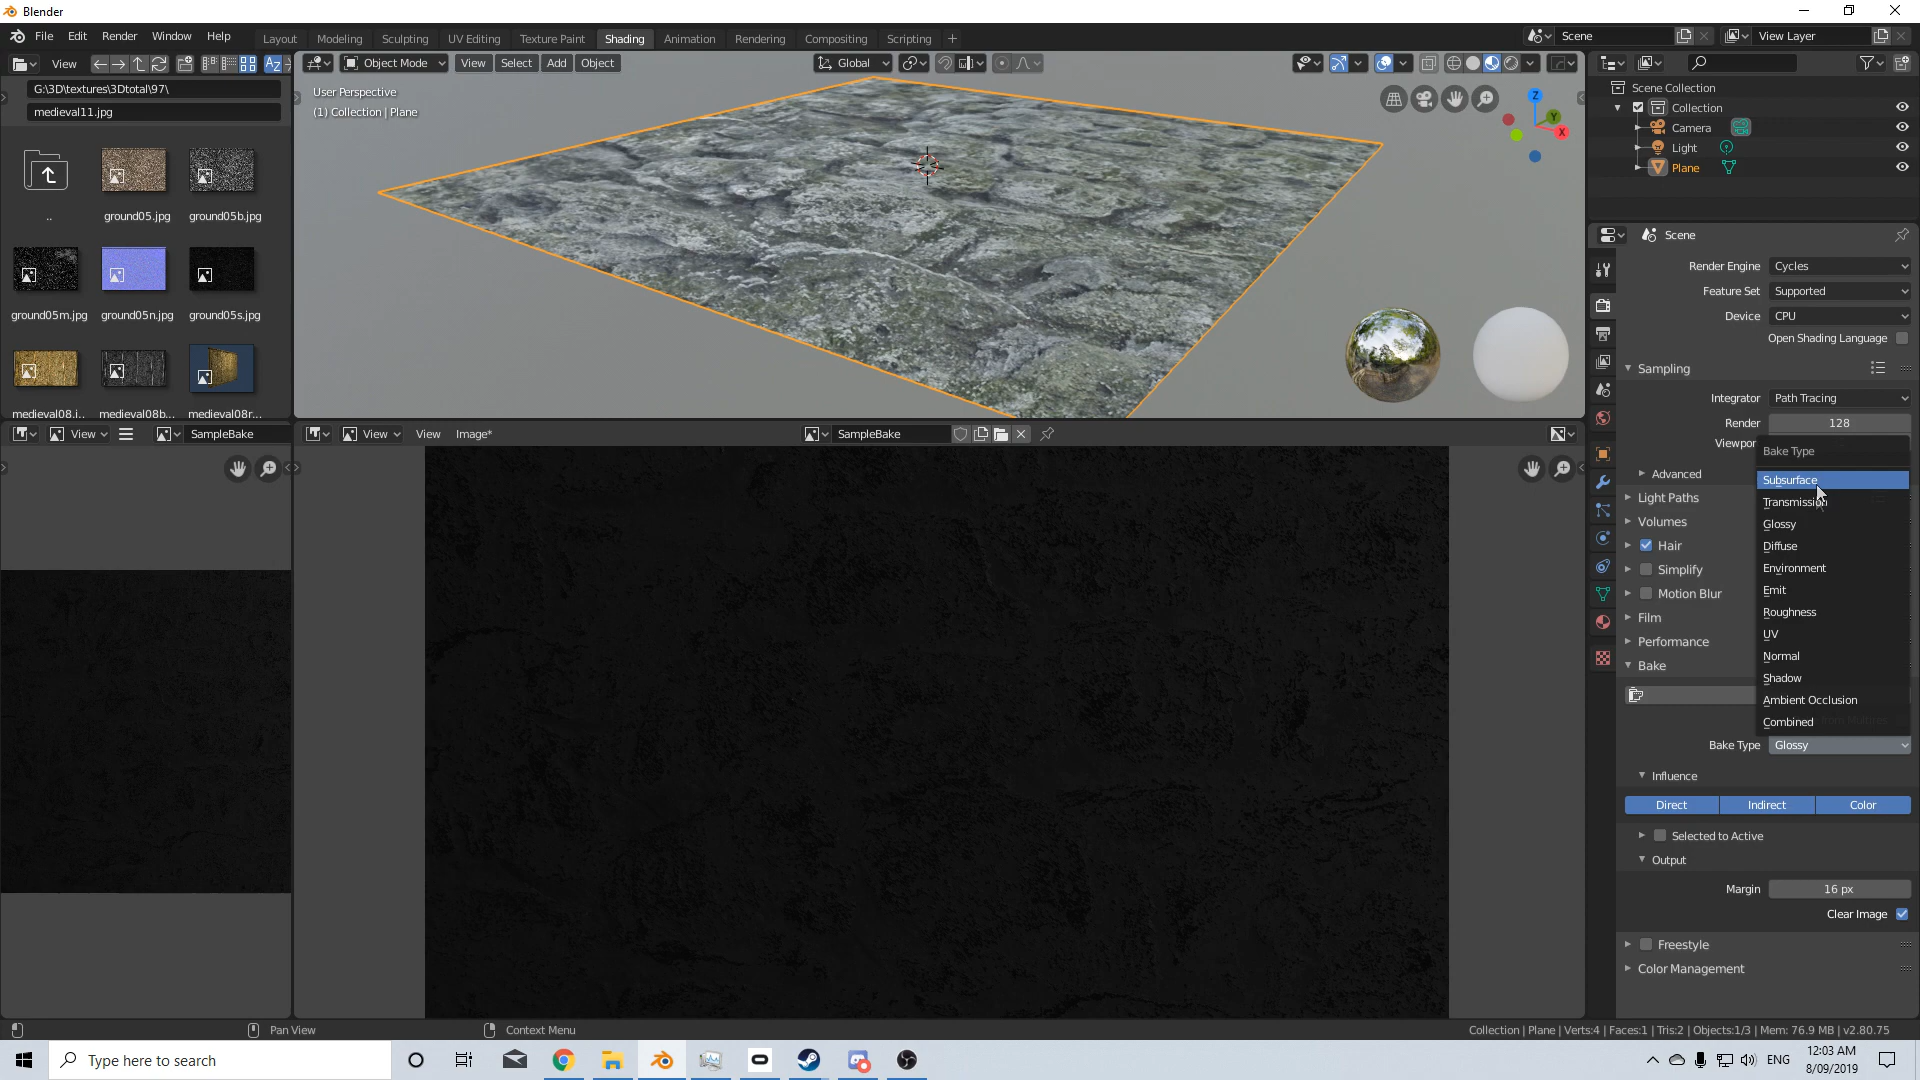 Blender
File Edit Render Window Help
Layout Modeling Sculpting UV Editing Texture Paint Shading Animation Rendering Compositing Scripting
Scene View Layer
View
Object Mode View Select Add Object Global
G:\3D\textures\3Dtotal\97\
medieval11.jpg
User Perspective
(1) Collection | Plane
Z
Y
X
..
ground05.jpg
ground05b.jpg
ground05m.jpg
ground05n.jpg
ground05s.jpg
medieval08.j...
medieval08b...
medieval08r...
Scene Collection
Collection
Camera
Light
Plane
Scene
Render Engine Cycles
Feature Set Supported
Device CPU
Open Shading Language
Sampling
Integrator Path Tracing
Render 128
Viewpor
Advanced
Light Paths
Volumes
Hair
Simplify
Motion Blur
Film
Performance
Bake
Bake Type
Subsurface
Transmission
Glossy
Diffuse
Environment
Emit
Roughness
UV
Normal
Shadow
Ambient Occlusion
Combined
Bake Type Glossy
Influence
Direct Indirect Color
Selected to Active
Output
Margin 16 px
Clear Image
Freestyle
Color Management
View SampleBake
View View Image* SampleBake
Pan View
Context Menu
Collection | Plane | Verts:4 | Faces:1 | Tris:2 | Objects:1/3 | Mem: 76.9 MB | v2.80.75
Type here to search
ENG
12:03 AM
8/09/2019